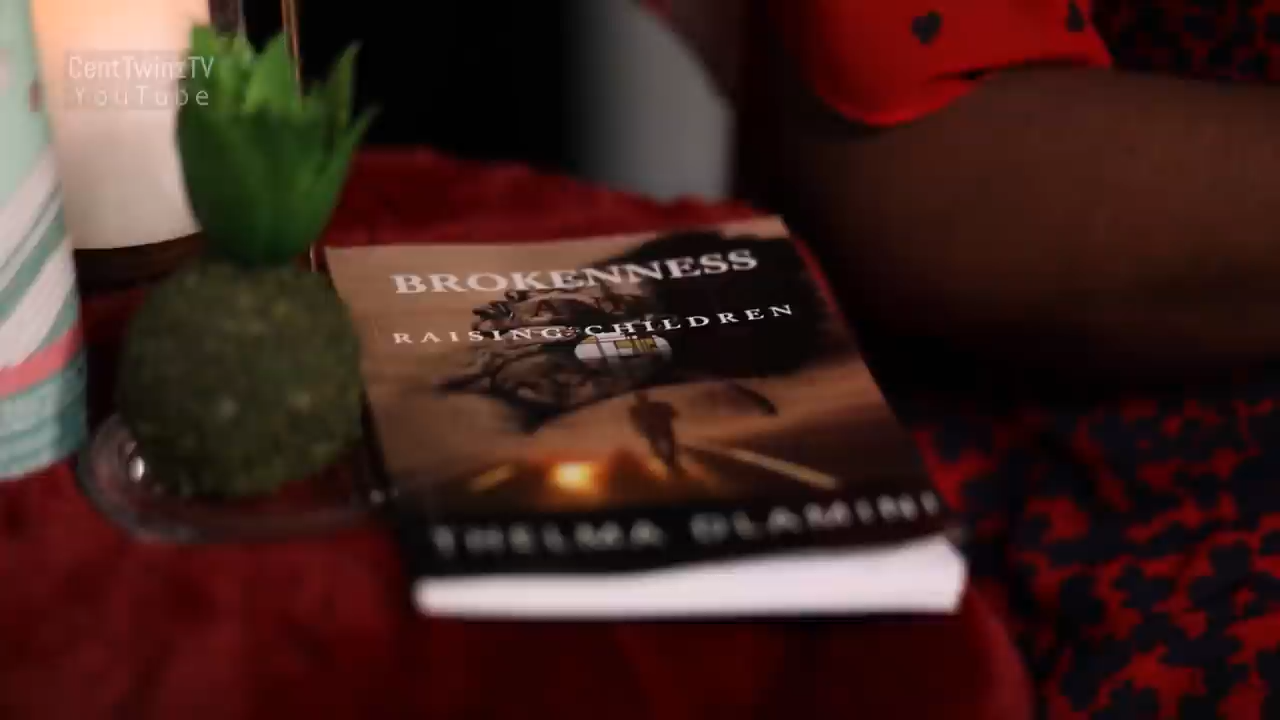 CentTwinzTV
YouTube
BROKENNESS
RAISING CHILDREN
THELMA DLAMINI